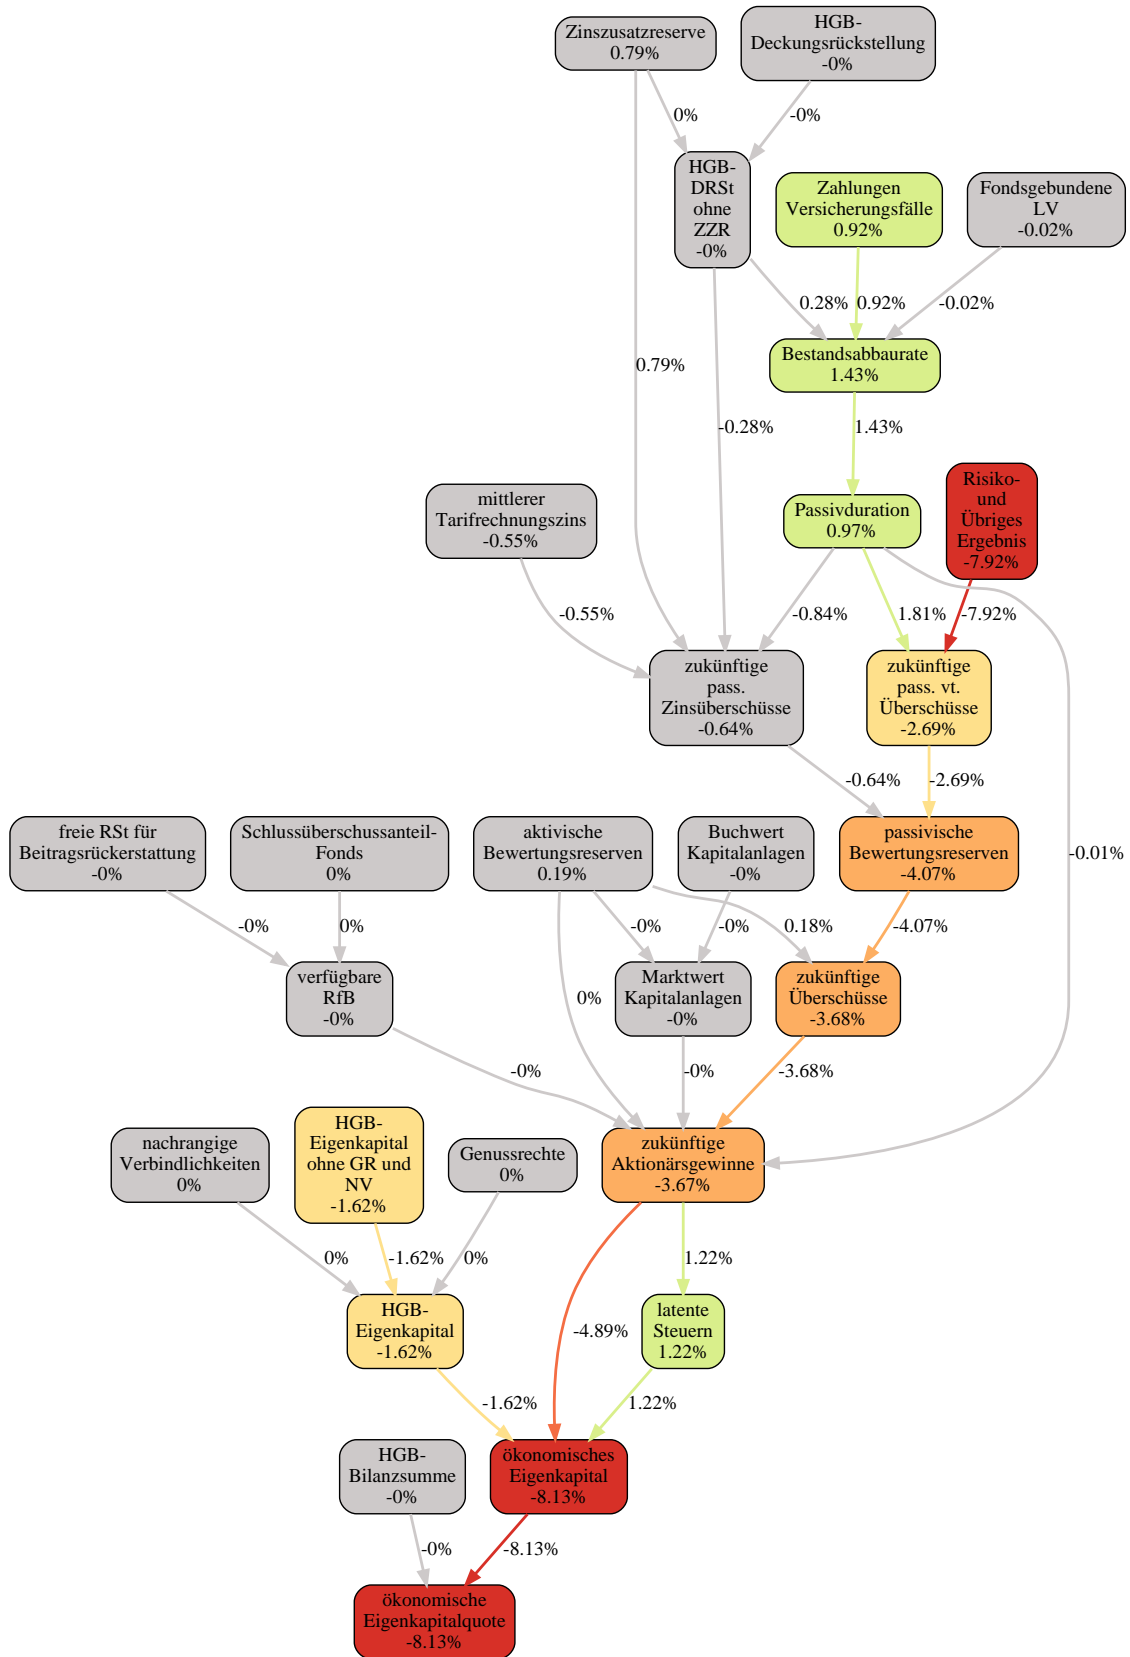 Zinszusatzreserve
0.79%
HGB-
Deckungsrückstellung
-0%
0%
-0%
HGB-
DRSt
ohne
ZZR
-0%
Zahlungen
Versicherungsfälle
0.92%
Fondsgebundene
LV
-0.02%
0.28%
0.92%
-0.02%
Bestandsabbaurate
1.43%
0.79%
-0.28%
1.43%
mittlerer
Tarifrechnungszins
-0.55%
Passivduration
0.97%
Risiko-
und
Übriges
Ergebnis
-7.92%
-0.55%
-0.84%
1.81%
-7.92%
zukünftige
pass.
Zinsüberschüsse
-0.64%
zukünftige
pass. vt.
Überschüsse
-2.69%
-0.64%
-2.69%
freie RSt für
Beitragsrückerstattung
-0%
Schlussüberschussanteil-
Fonds
0%
aktivische
Bewertungsreserven
0.19%
Buchwert
Kapitalanlagen
-0%
passivische
Bewertungsreserven
-4.07%
-0.01%
-0%
0%
-0%
-0%
0.18%
-4.07%
verfügbare
RfB
-0%
0%
Marktwert
Kapitalanlagen
-0%
zukünftige
Überschüsse
-3.68%
-0%
-0%
-3.68%
nachrangige
Verbindlichkeiten
0%
HGB-
Eigenkapital
ohne GR und
NV
-1.62%
Genussrechte
0%
zukünftige
Aktionärsgewinne
-3.67%
0%
-1.62%
0%
1.22%
HGB-
Eigenkapital
-1.62%
-4.89%
latente
Steuern
1.22%
-1.62%
1.22%
HGB-
Bilanzsumme
-0%
ökonomisches
Eigenkapital
-8.13%
-0%
-8.13%
ökonomische
Eigenkapitalquote
-8.13%